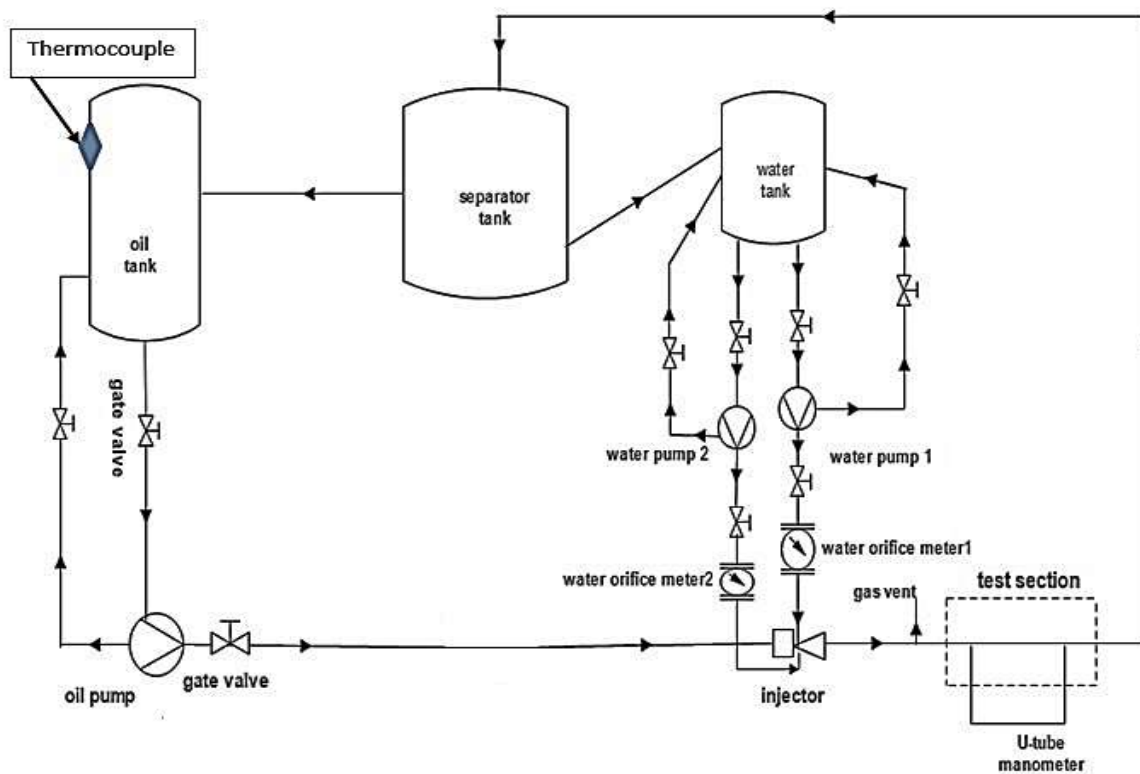 Thermocouple
separator
tank
water
tank
oil
tank
gate valve
water pump 2
water pump 1
water orifice meter1
water orifice meter2
test section
gas vent
oil pump
gate valve
injector
U-tube
manometer